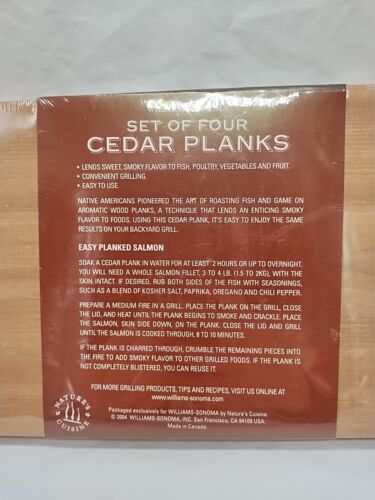 SET OF FOUR
CEDAR PLANKS
• LENDS SWEET, SMOKY FLAVOR TO FISH, POULTRY, VEGETABLES AND FRUIT.
• CONVENIENT GRILLING.
• EASY TO USE.
NATIVE AMERICANS PIONEERED THE ART OF ROASTING FISH AND GAME ON
AROMATIC WOOD PLANKS, A TECHNIQUE THAT LENDS AN ENTICING SMOKY
FLAVOR TO FOODS. USING THIS CEDAR PLANK, IT'S EASY TO ENJOY THE SAME
RESULTS ON YOUR BACKYARD GRILL.
EASY PLANKED SALMON
SOAK A CEDAR PLANK IN WATER FOR AT LEAST 2 HOURS OR UP TO OVERNIGHT.
YOU WILL NEED A WHOLE SALMON FILLET, 3 TO 4 LB. (1.5 TO 2KG), WITH THE
SKIN INTACT. IF DESIRED, RUB BOTH SIDES OF THE FISH WITH SEASONINGS,
SUCH AS A BLEND OF KOSHER SALT, PAPRIKA, OREGANO AND CHILI PEPPER.
PREPARE A MEDIUM FIRE IN A GRILL. PLACE THE PLANK ON THE GRILL, CLOSE
THE LID, AND HEAT UNTIL THE PLANK BEGINS TO SMOKE AND CRACKLE. PLACE
THE SALMON, SKIN SIDE DOWN, ON THE PLANK. CLOSE THE LID AND GRILL
UNTIL THE SALMON IS COOKED THROUGH, 8 TO 10 MINUTES.
IF THE PLANK IS CHARRED THROUGH, CRUMBLE THE REMAINING PIECES INTO
THE FIRE TO ADD SMOKY FLAVOR TO OTHER GRILLED FOODS. IF THE PLANK IS
NOT COMPLETELY BLISTERED, YOU CAN REUSE IT.
FOR MORE GRILLING PRODUCTS, TIPS AND RECIPES, VISIT US ONLINE AT
www.williams-sonoma.com
Packaged exclusively for WILLIAMS-SONOMA by Nature's Cuisine.
© 2004 WILLIAMS-SONOMA, INC. San Francisco, CA 94109 USA.
Made in Canada.
NATURE'S
CUISINE